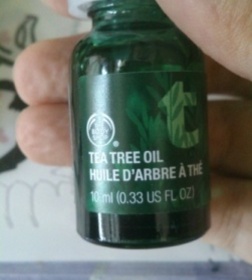 t
TEA TREE OIL
HUILE D'ARBRE À THÉ
10 ml (0.33 US FL OZ)